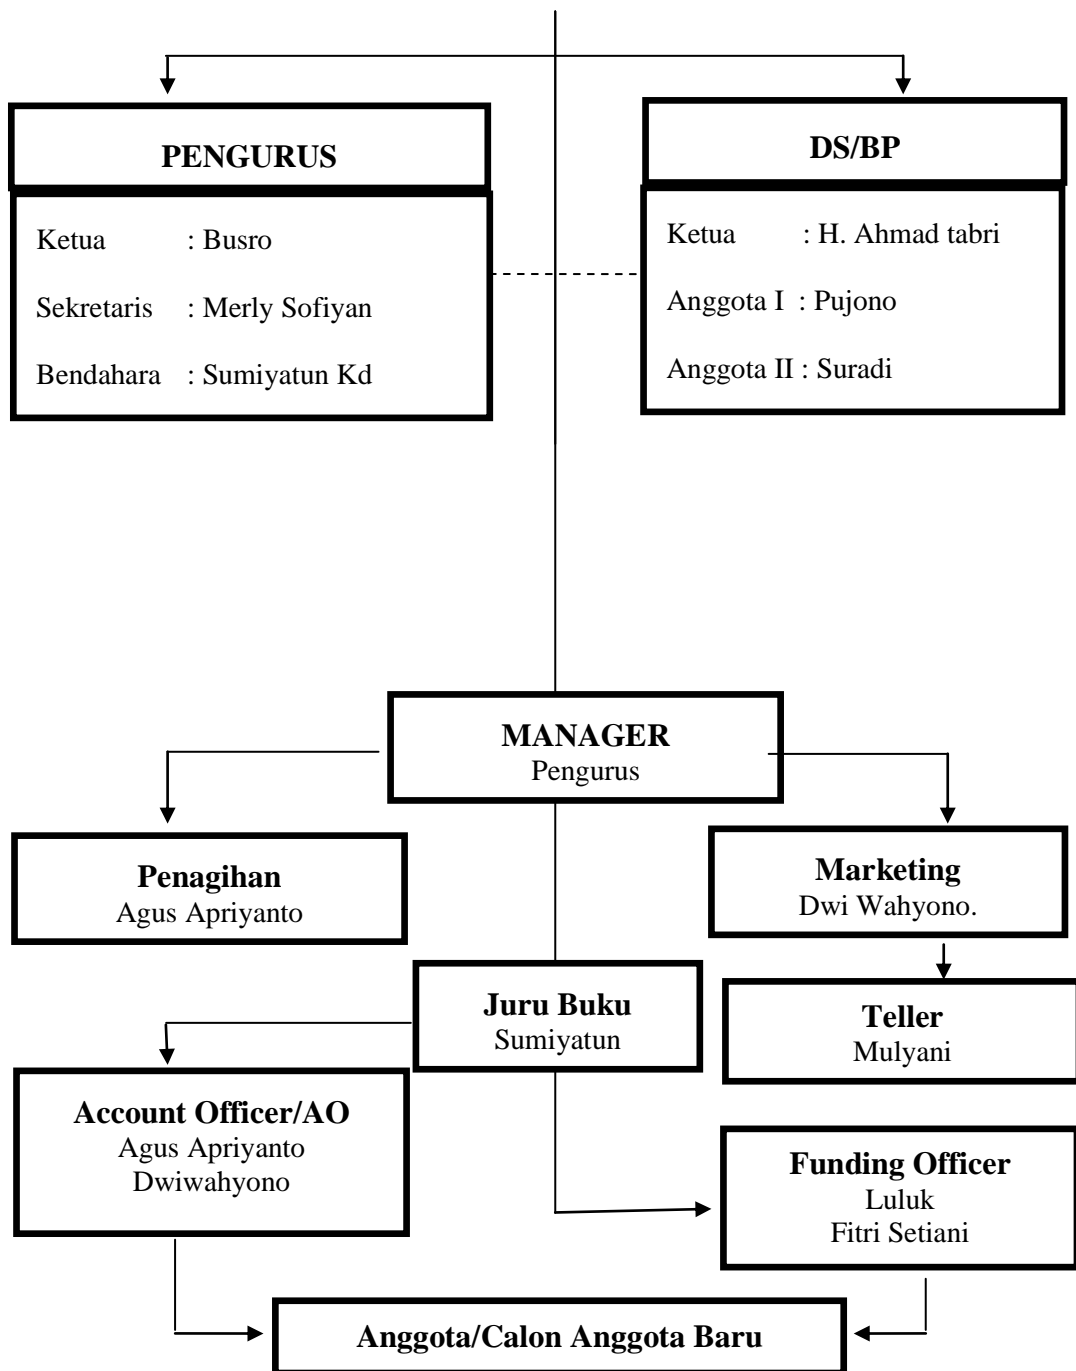 PENGURUS
Ketua : Busro
Sekretaris : Merly Sofiyan
Bendahara : Sumiyatun Kd
DS/BP
Ketua : H. Ahmad tabri
Anggota I : Pujono
Anggota II : Suradi
MANAGER
Pengurus
Penagihan
Agus Apriyanto
Marketing
Dwi Wahyono.
Juru Buku
Sumiyatun
Teller
Mulyani
Account Officer/AO
Agus Apriyanto
Dwiwahyono
Funding Officer
Luluk
Fitri Setiani
Anggota/Calon Anggota Baru